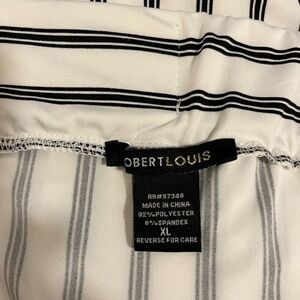 OBERTLOUIS
RN#87346
MADE IN CHINA
92%POLYESTER
8%SPANDEX
XL
REVERSE FOR CARE